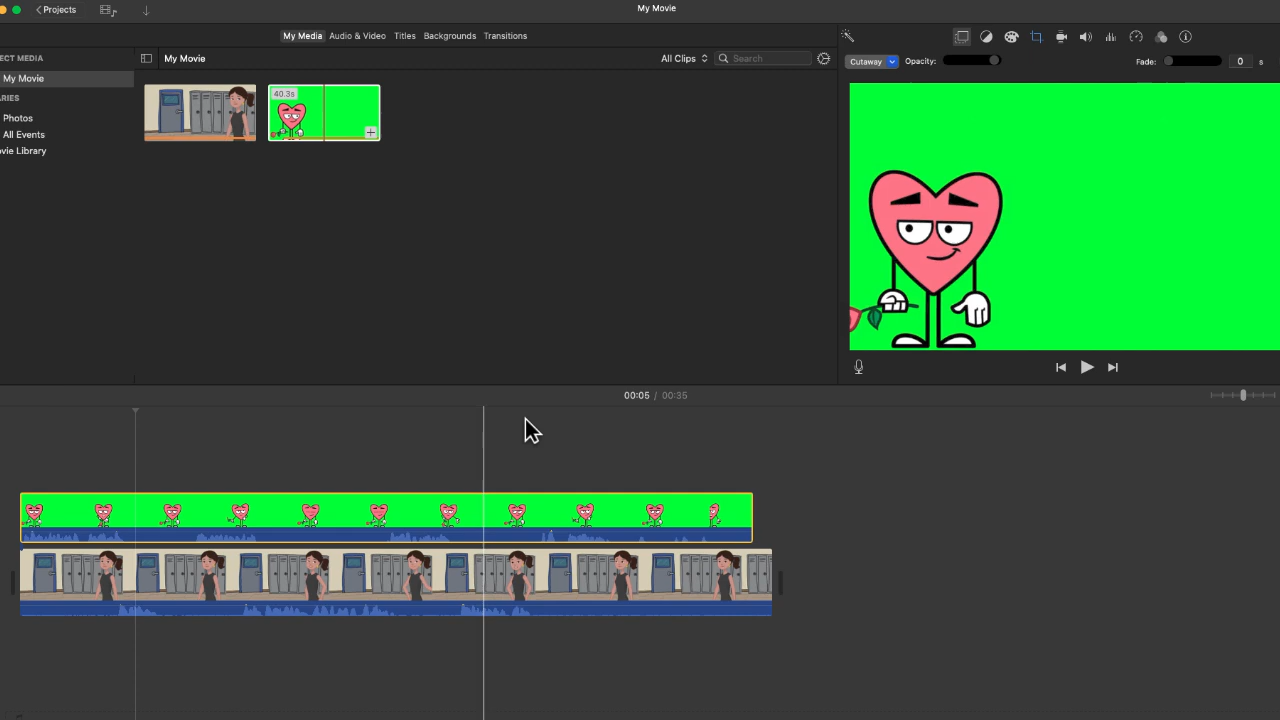 Projects
My Movie
My Media Audio & Video Titles Backgrounds Transitions
ECT MEDIA
My Movie
ARIES
Photos
All Events
vie Library
My Movie
All Clips
Search
40.3s
Cutaway
Opacity:
Fade:
0 s
00:05 / 00:35